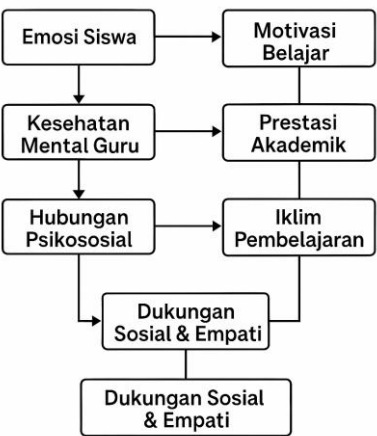 Emosi Siswa
Motivasi
Belajar
Kesehatan
Mental Guru
Prestasi
Akademik
Hubungan
Psikososial
Iklim
Pembelajaran
Dukungan
Sosial & Empati
Dukungan Sosial
& Empati